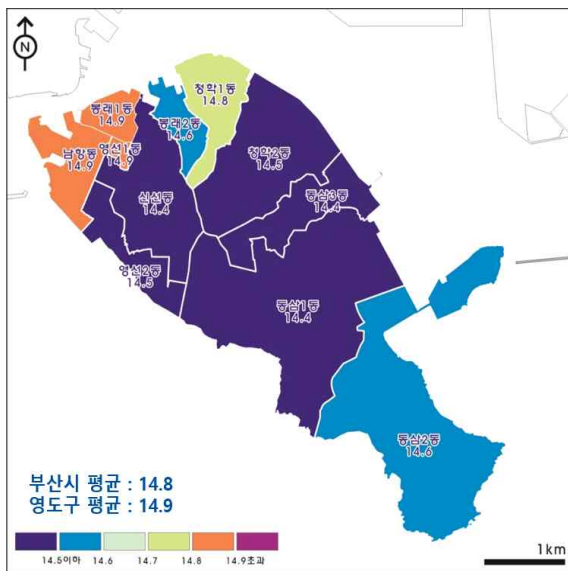 N
청학1동
14.8
봉래1동
14.9
봉래2동
14.6
남항동
14.9
영선1동
14.9
청학2동
14.5
신선동
14.4
동삼3동
14.4
영선2동
14.5
동삼1동
14.4
동삼2동
14.6
부산시 평균 : 14.8
영도구 평균 : 14.9
14.5이하 14.6 14.7 14.8 14.9초과
1km